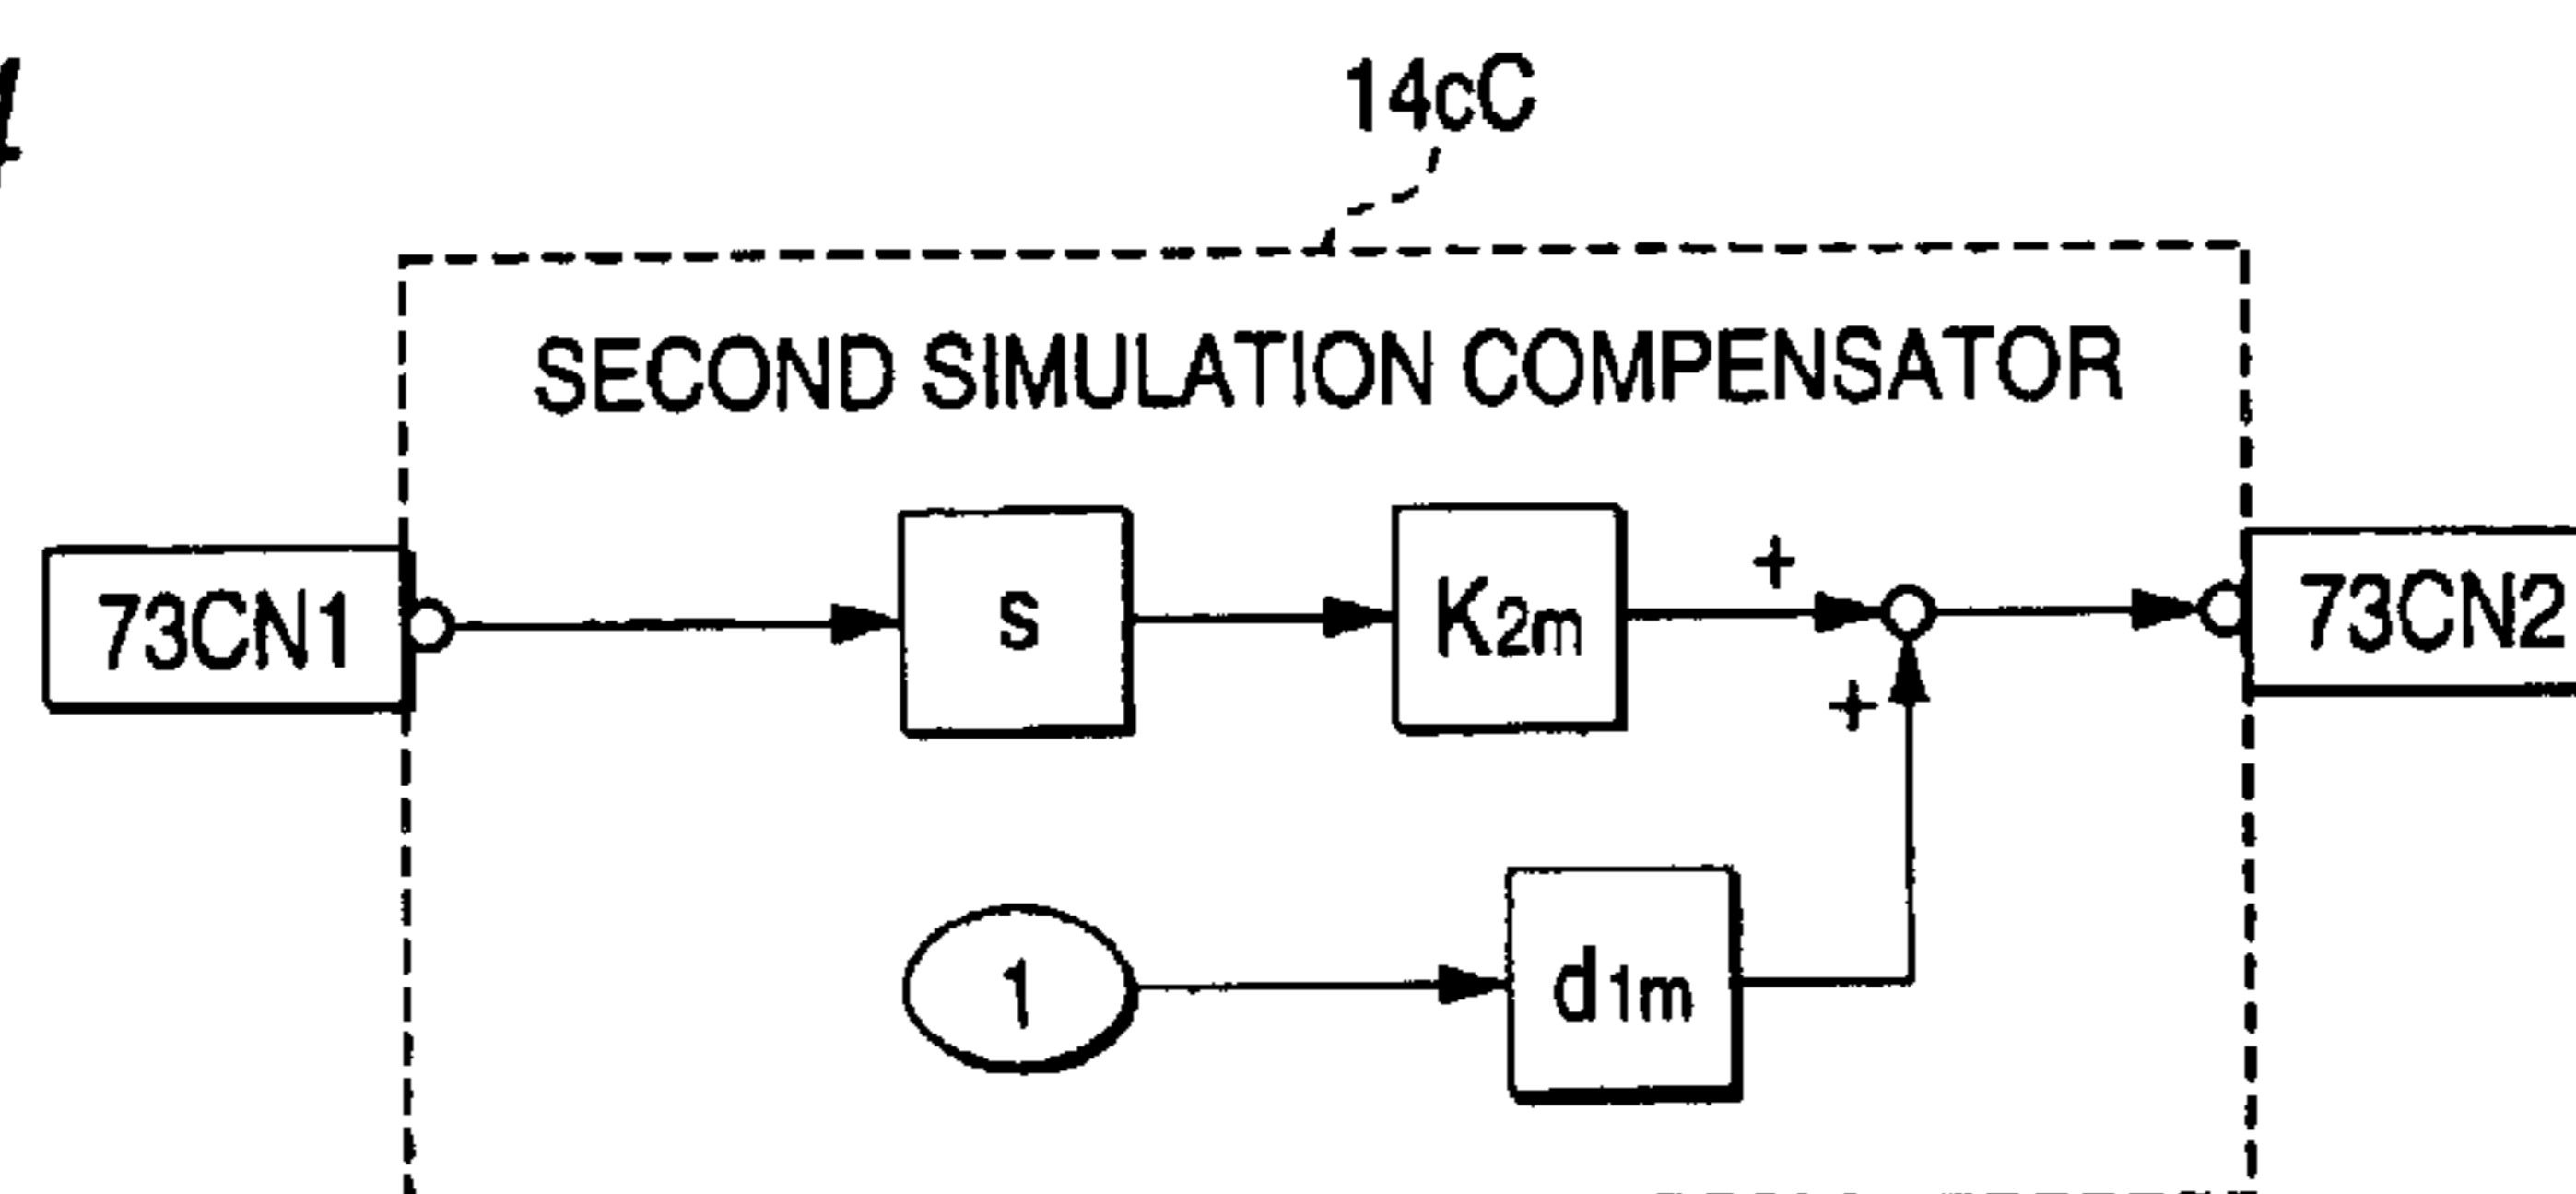 14cC
SECOND SIMULATION COMPENSATOR
73CN1
s
K2m
+
+
73CN2
1
d1m